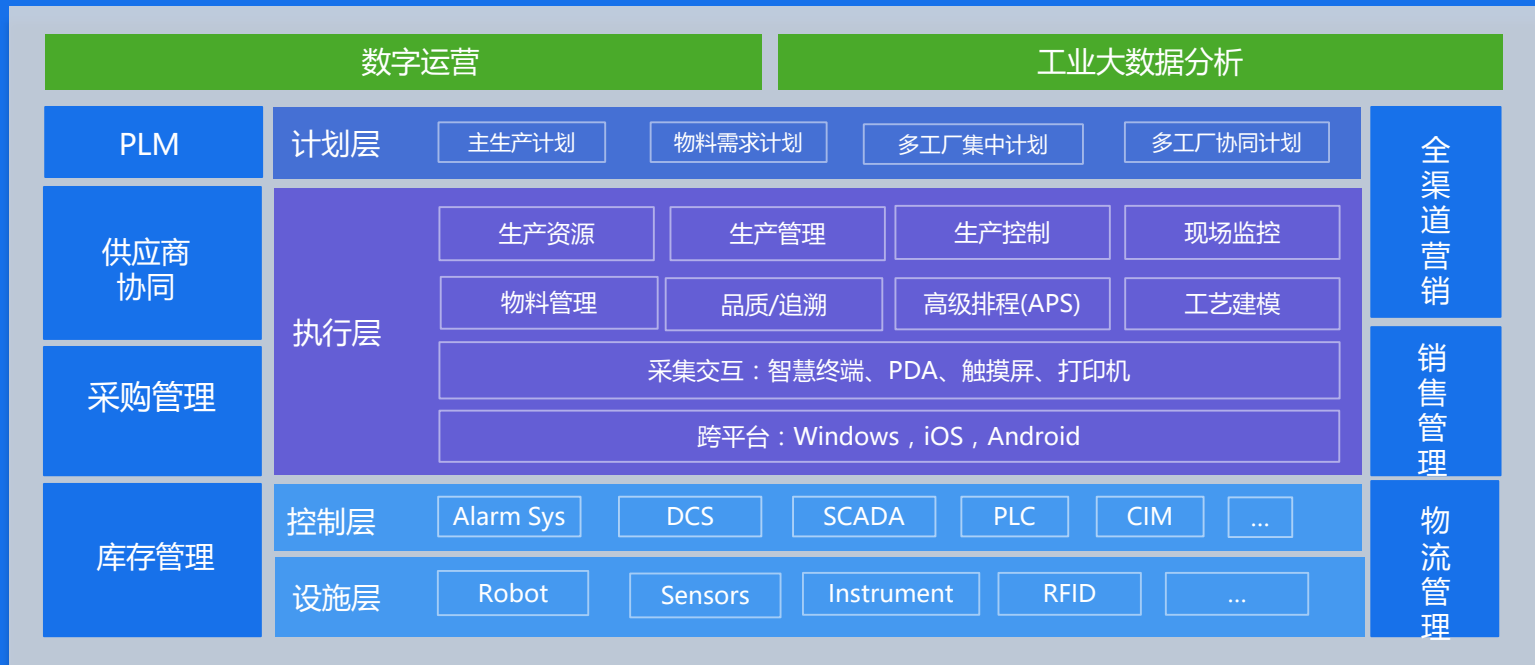 数字运营
工业大数据分析
PLM
供应商
协同
采购管理
库存管理
计划层
主生产计划
物料需求计划
多工厂集中计划
多工厂协同计划
执行层
生产资源
生产管理
生产控制
现场监控
物料管理
品质/追溯
高级排程(APS)
工艺建模
采集交互：智慧终端、PDA、触摸屏、打印机
跨平台：Windows，iOS，Android
控制层
Alarm Sys
DCS
SCADA
PLC
CIM
...
设施层
Robot
Sensors
Instrument
RFID
...
全渠道营销
销售管理
物流管理